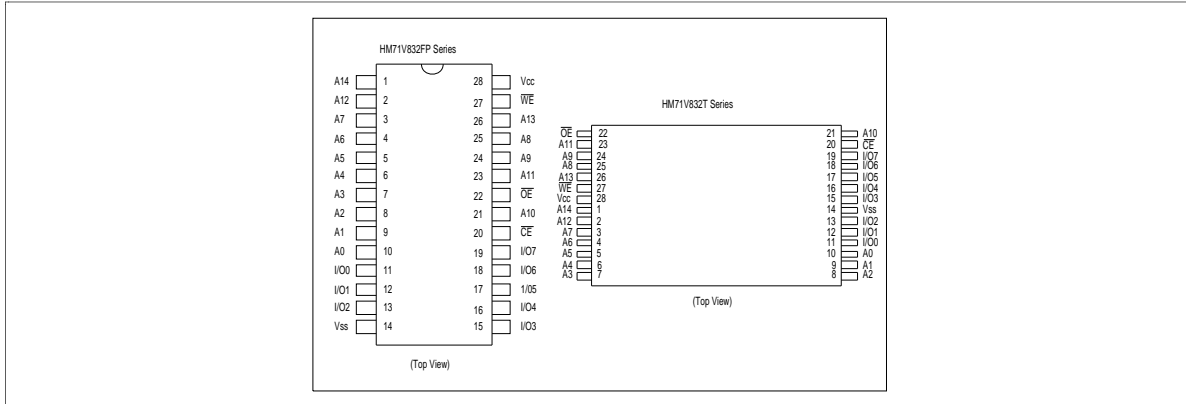 HM71V832FP Series
A14 1 28 Vcc
A12 2 27 WE
A7 3 26 A13
A6 4 25 A8
A5 5 24 A9
A4 6 23 A11
A3 7 22 OE
A2 8 21 A10
A1 9 20 CE
A0 10 19 I/O7
I/O0 11 18 I/O6
I/O1 12 17 1/05
I/O2 13 16 I/O4
Vss 14 15 I/O3
(Top View)
HM71V832T Series
OE 22 21 A10
A11 23 20 CE
A9 24 19 I/O7
A8 25 18 I/O6
A13 26 17 I/O5
WE 27 16 I/O4
Vcc 28 15 I/O3
A14 1 14 Vss
A12 2 13 I/O2
A7 3 12 I/O1
A6 4 11 I/O0
A5 5 10 A0
A4 6 9 A1
A3 7 8 A2
(Top View)